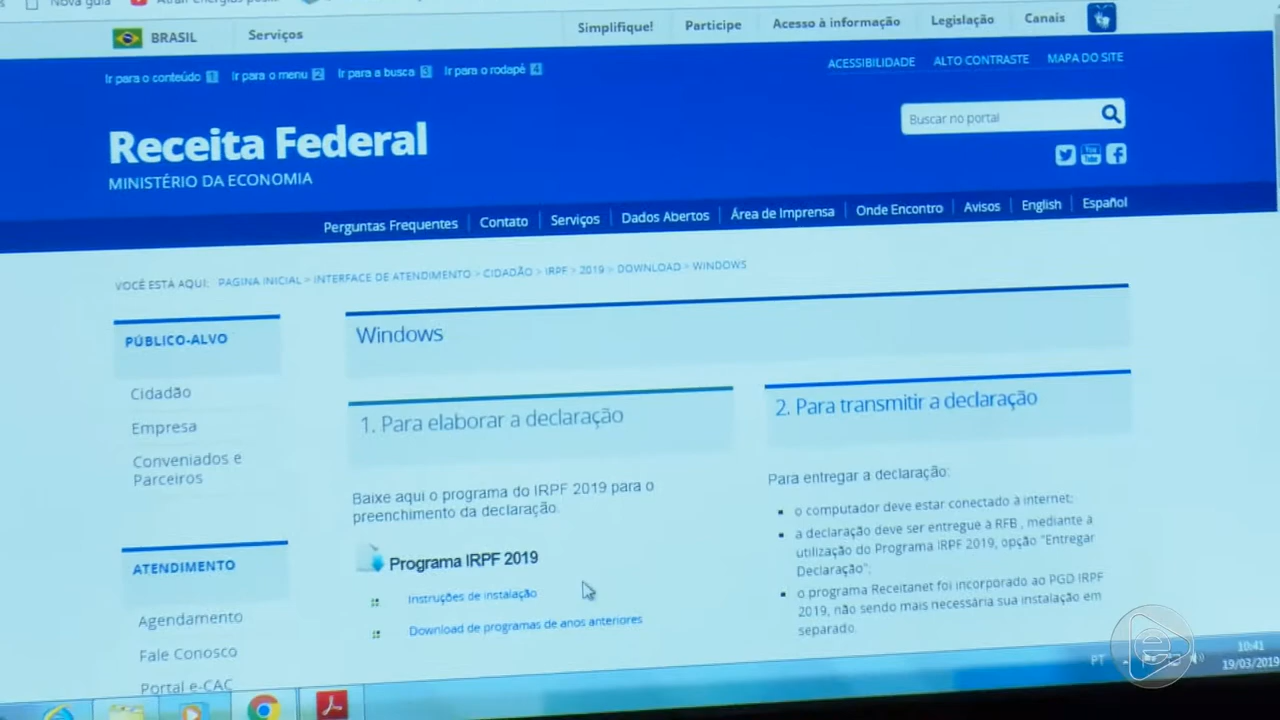 Nova guia
BRASIL
Serviços
Simplifique!
Participe
Acesso à informação
Legislação
Canais
Ir para o conteúdo 1
Ir para o menu 2
Ir para a busca 3
Ir para o rodapé 4
ACESSIBILIDADE
ALTO CONTRASTE
MAPA DO SITE
Receita Federal
MINISTÉRIO DA ECONOMIA
Buscar no portal
You
Perguntas Frequentes
Contato
Serviços
Dados Abertos
Área de Imprensa
Onde Encontro
Avisos
English
Español
VOCÊ ESTÁ AQUI: PÁGINA INICIAL > INTERFACE DE ATENDIMENTO > CIDADÃO > IRPF > 2019 > DOWNLOAD > WINDOWS
PÚBLICO-ALVO
Cidadão
Empresa
Conveniados e
Parceiros
ATENDIMENTO
Agendamento
Fale Conosco
Portal e-CAC
Windows
1. Para elaborar a declaração
Baixe aqui o programa do IRPF 2019 para o
preenchimento da declaração.
Programa IRPF 2019
Instruções de instalação
Download de programas de anos anteriores
2. Para transmitir a declaração
Para entregar a declaração:
o computador deve estar conectado à internet;
a declaração deve ser entregue à RFB , mediante a
utilização do Programa IRPF 2019, opção "Entregar
Declaração";
o programa Receitanet foi incorporado ao PGD IRPF
2019, não sendo mais necessária sua instalação em
separado.
PT
10:41
19/03/2019
e